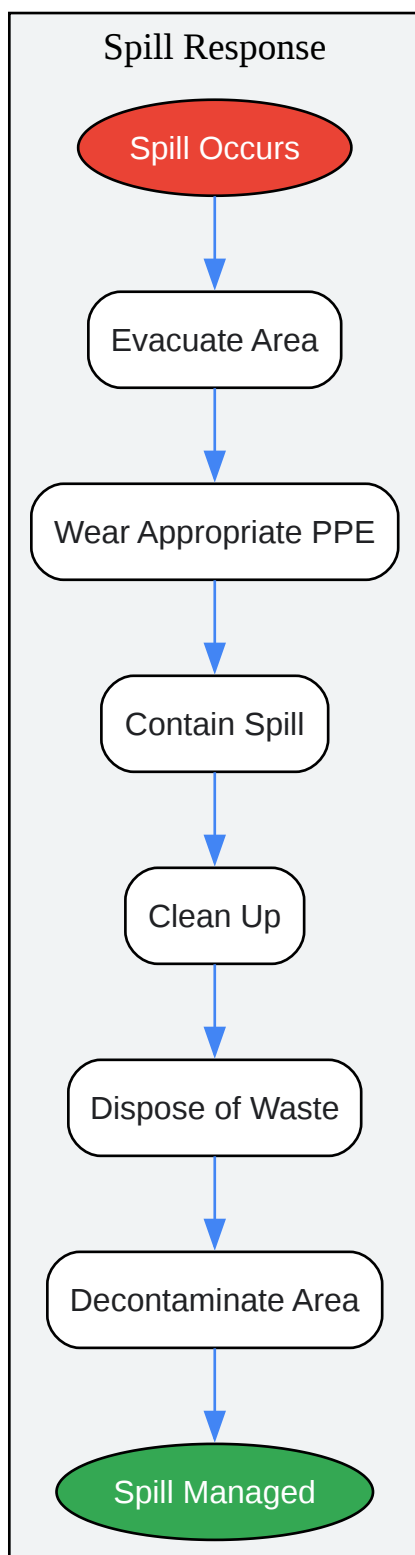 Spill Response
Spill Occurs
Evacuate Area
Wear Appropriate PPE
Contain Spill
Clean Up
Dispose of Waste
Decontaminate Area
Spill Managed